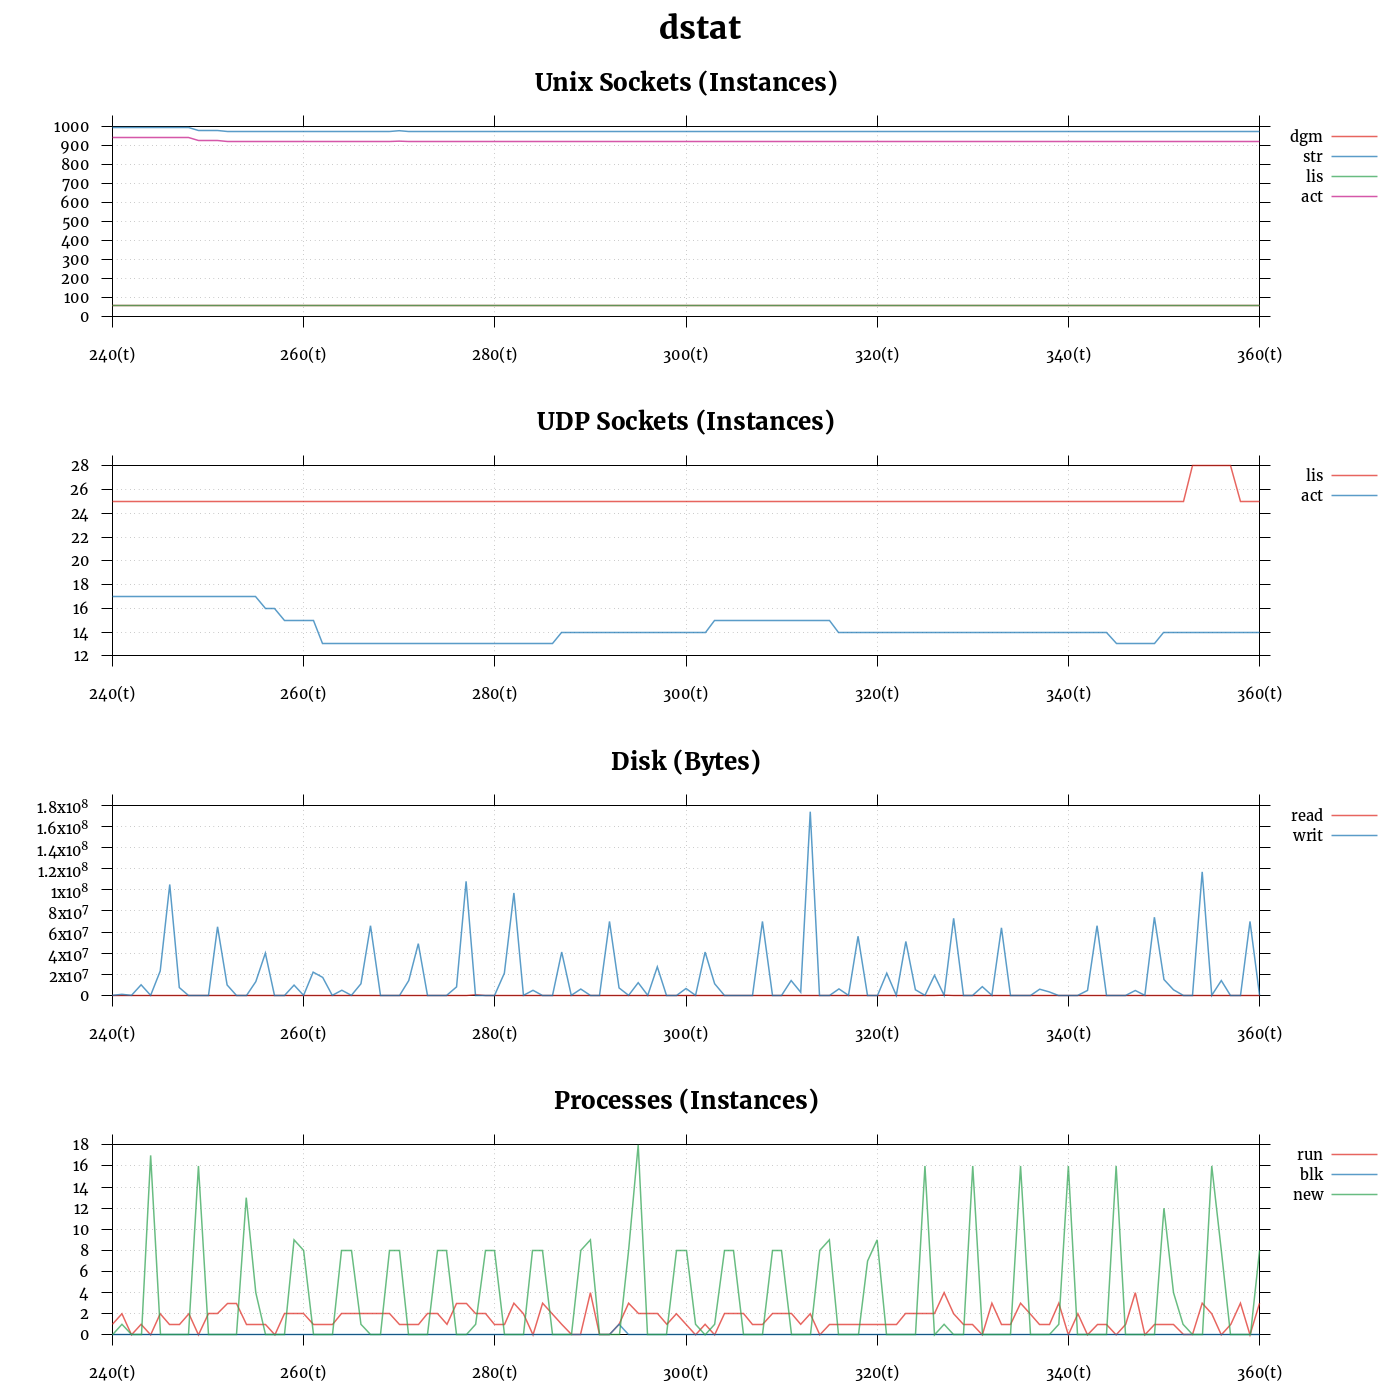 dstat
Unix Sockets (Instances)
1000
900
800
700
600
500
400
300
200
100
0
240(t) 260(t) 280(t) 300(t) 320(t) 340(t) 360(t)
dgm
str
lis
act
UDP Sockets (Instances)
28
26
24
22
20
18
16
14
12
240(t) 260(t) 280(t) 300(t) 320(t) 340(t) 360(t)
lis
act
Disk (Bytes)
1.8x10⁸
1.6x10⁸
1.4x10⁸
1.2x10⁸
1x10⁸
8x10⁷
6x10⁷
4x10⁷
2x10⁷
0
240(t) 260(t) 280(t) 300(t) 320(t) 340(t) 360(t)
read
writ
Processes (Instances)
18
16
14
12
10
8
6
4
2
0
240(t) 260(t) 280(t) 300(t) 320(t) 340(t) 360(t)
run
blk
new